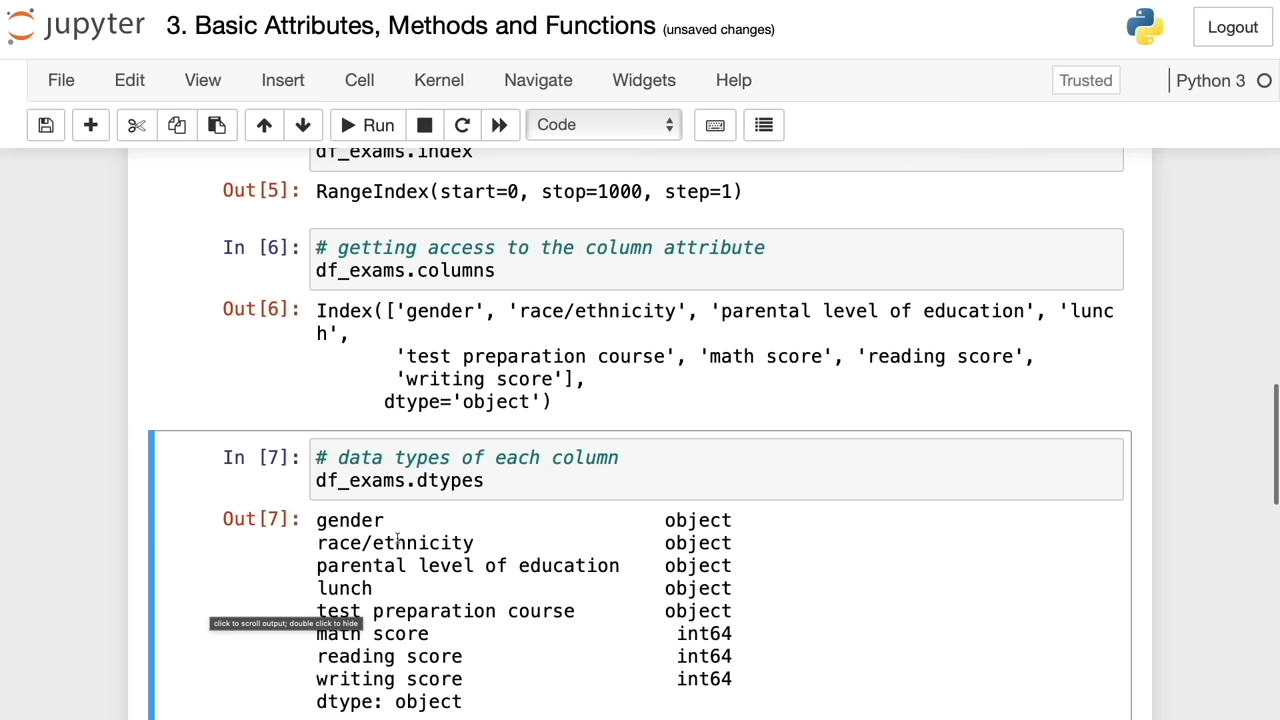 jupyter 3. Basic Attributes, Methods and Functions (unsaved changes) Logout
File Edit View Insert Cell Kernel Navigate Widgets Help Trusted Python 3
Run Code
df_exams.index
Out[5]: RangeIndex(start=0, stop=1000, step=1)
In [6]: # getting access to the column attribute
df_exams.columns
Out[6]: Index(['gender', 'race/ethnicity', 'parental level of education', 'lunc
h',
'test preparation course', 'math score', 'reading score',
'writing score'],
dtype='object')
In [7]: # data types of each column
df_exams.dtypes
Out[7]: gender object
race/ethnicity object
parental level of education object
lunch object
test preparation course object
click to scroll output; double click to hide
math score int64
reading score int64
writing score int64
dtype: object